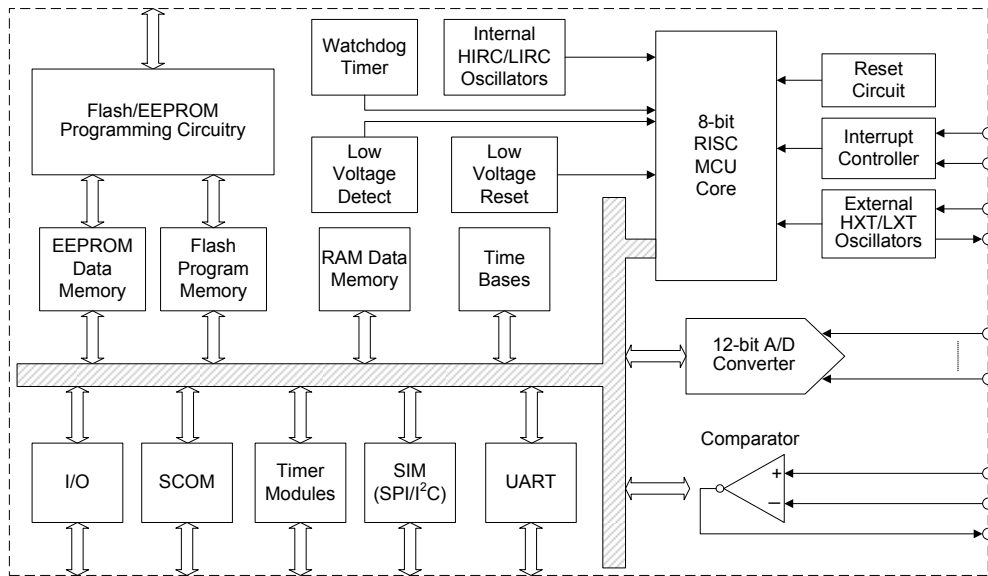 Watchdog
Timer
Internal
HIRC/LIRC
Oscillators
Flash/EEPROM
Programming Circuitry
8-bit
RISC
MCU
Core
Reset
Circuit
Low
Voltage
Detect
Low
Voltage
Reset
Interrupt
Controller
External
HXT/LXT
Oscillators
EEPROM
Data
Memory
Flash
Program
Memory
RAM Data
Memory
Time
Bases
12-bit A/D
Converter
Comparator
+
−
I/O
SCOM
Timer
Modules
SIM
(SPI/I²C)
UART